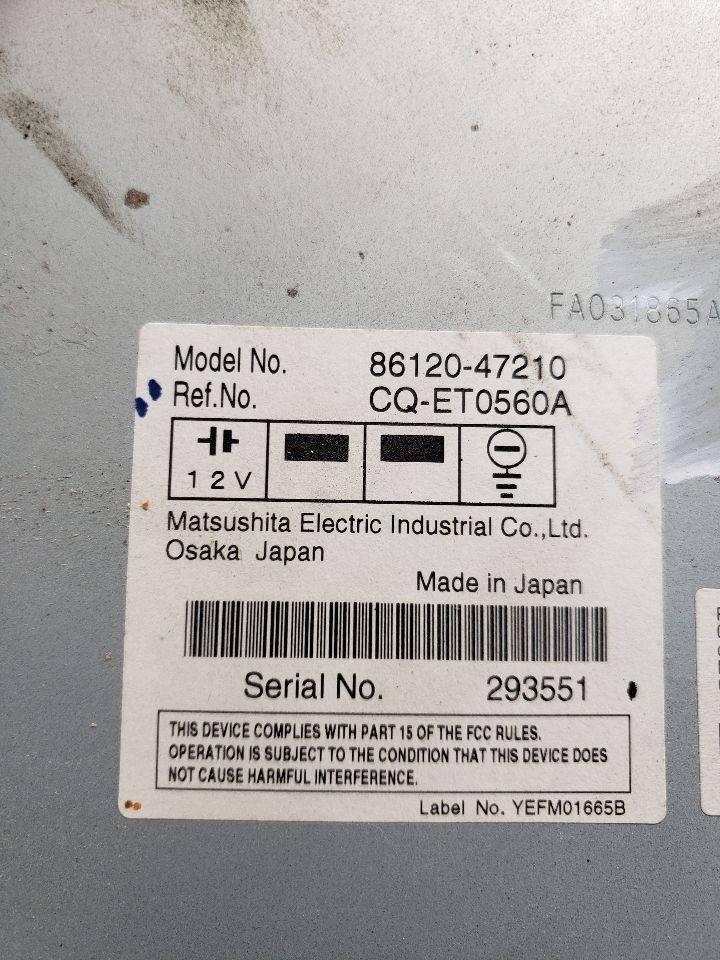 FA031865A
Model No. 86120-47210
Ref.No. CQ-ET0560A
12V
Matsushita Electric Industrial Co.,Ltd.
Osaka Japan
Made in Japan
Serial No. 293551
THIS DEVICE COMPLIES WITH PART 15 OF THE FCC RULES.
OPERATION IS SUBJECT TO THE CONDITION THAT THIS DEVICE DOES
NOT CAUSE HARMFUL INTERFERENCE.
Label No. YEFM01665B